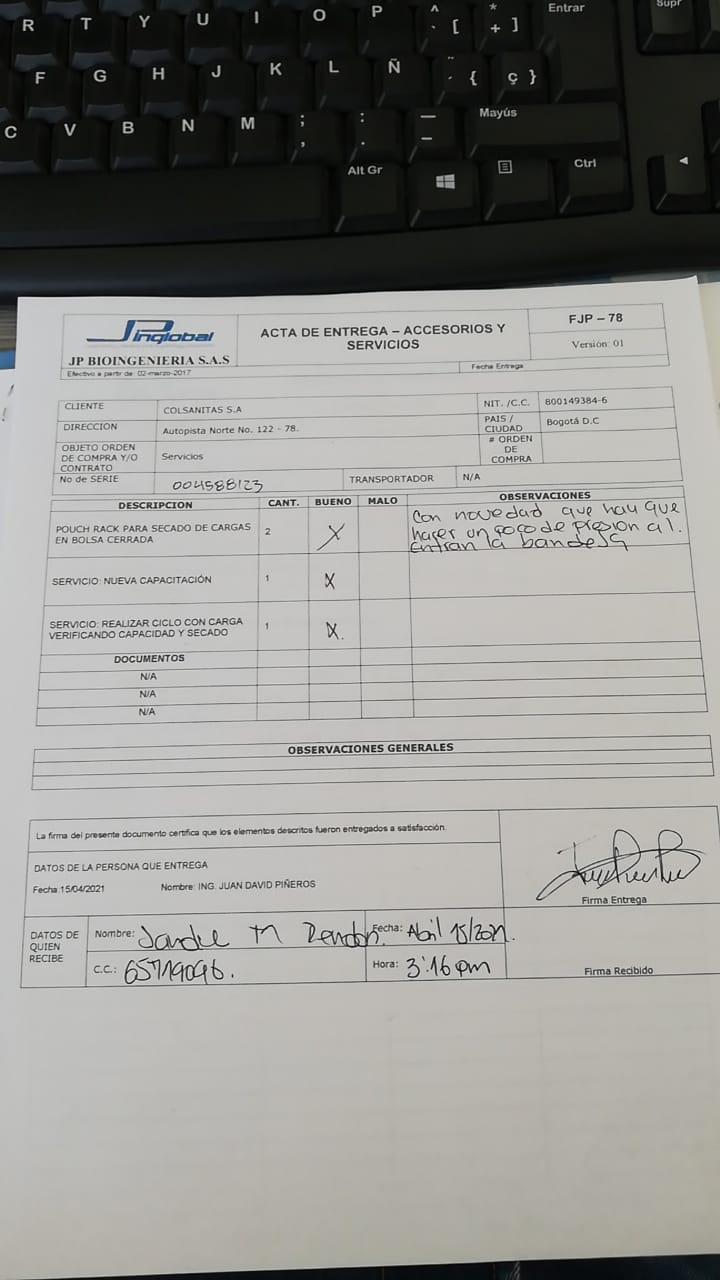 R T Y U I O P ^ ` [ * + ] Entrar Supr
F G H J K L Ñ ¨ ´ { ç }
C V B N M ; , : . — – Mayús
Alt Gr Ctrl
JPinglobal
JP BIOINGENIERIA S.A.S
Efectivo a partir de: 02-marzo-2017
ACTA DE ENTREGA – ACCESORIOS Y
SERVICIOS
FJP – 78
Versión: 01
Fecha Entrega
CLIENTE COLSANITAS S.A NIT. /C.C. 800149384-6
DIRECCION Autopista Norte No. 122 - 78. PAIS /
CIUDAD Bogotá D.C
OBJETO ORDEN
DE COMPRA Y/O
CONTRATO Servicios # ORDEN
DE
COMPRA
No de SERIE 004588123 TRANSPORTADOR N/A
DESCRIPCION CANT. BUENO MALO OBSERVACIONES
POUCH RACK PARA SECADO DE CARGAS
EN BOLSA CERRADA 2 X
Con novedad que hay que
hacer un poco de presion al.
entran la
SERVICIO: NUEVA CAPACITACIÓN 1 X
SERVICIO: REALIZAR CICLO CON CARGA
VERIFICANDO CAPACIDAD Y SECADO 1 X.
DOCUMENTOS
N/A
N/A
N/A
OBSERVACIONES GENERALES
La firma del presente documento certifica que los elementos descritos fueron entregados a satisfacción.
DATOS DE LA PERSONA QUE ENTREGA
Fecha:15/04/2021 Nombre: ING. JUAN DAVID PIÑEROS
Firma Entrega
DATOS DE
QUIEN
RECIBE
Nombre: M Rendon. Fecha: Abril 15/2021.
C.C.: 65719096. Hora: 3:16 pm
Firma Recibido